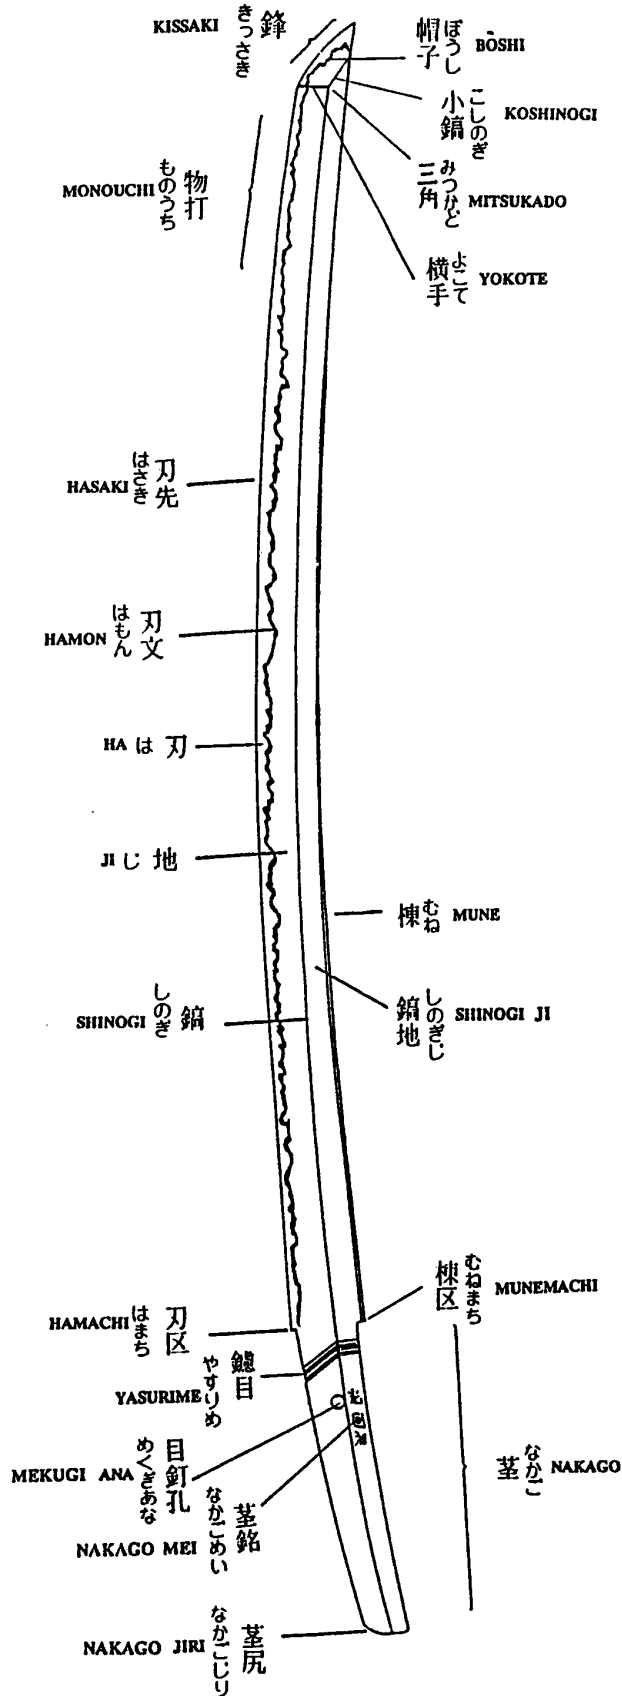 KISSAKI きっさき 鋒
帽子 ぼうし BŌSHI
小鎬 こしのぎ KOSHINOGI
MONOUCHI ものうち 物打
三角 みつかど MITSUKADO
横手 よこて YOKOTE
HASAKI はさき 刃先
HAMON はもん 刃文
HA は 刃
JI じ 地
棟 むね MUNE
SHINOGI しのぎ 鎬
鎬地 しのぎじ SHINOGI JI
棟区 むねまち MUNEMACHI
HAMACHI はまち 刃区
YASURIME やすりめ 鑢目
MEKUGI ANA めくぎあな 目釘孔
茎 なかご NAKAGO
NAKAGO MEI なかごめい 茎銘
NAKAGO JIRI なかごじり 茎尻